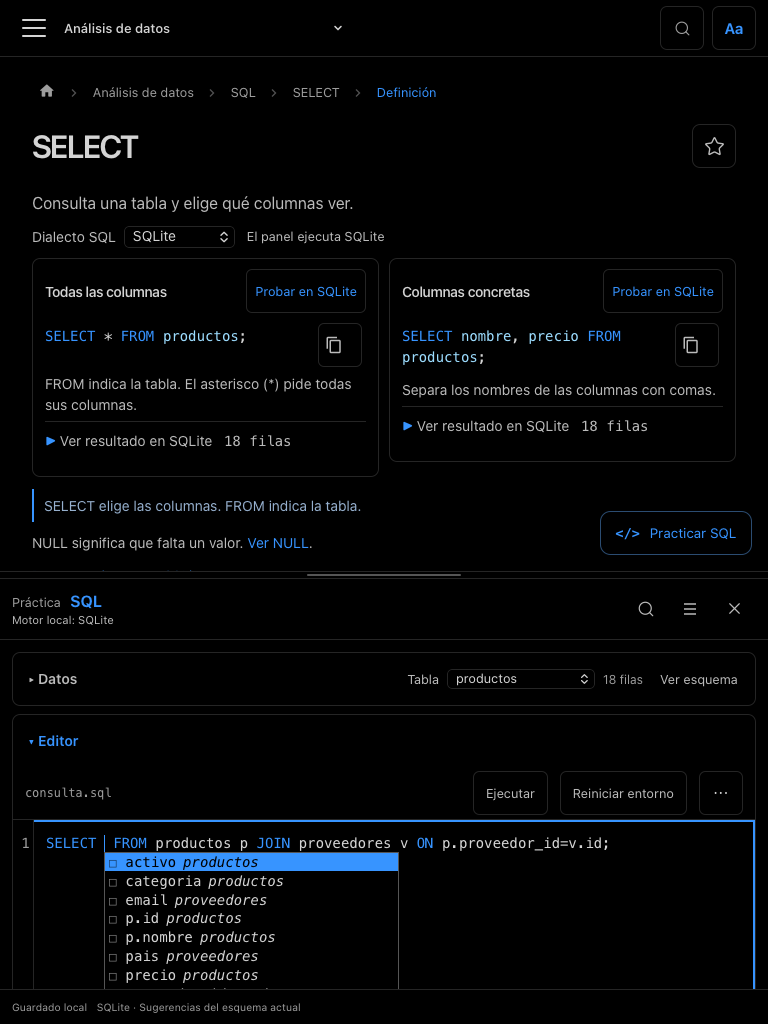 Análisis de datos
Aa
Análisis de datos > SQL > SELECT > Definición
SELECT
Consulta una tabla y elige qué columnas ver.
Dialecto SQL SQLite El panel ejecuta SQLite
Todas las columnas Probar en SQLite
SELECT * FROM productos;
FROM indica la tabla. El asterisco (*) pide todas
sus columnas.
Ver resultado en SQLite 18 filas
Columnas concretas Probar en SQLite
SELECT nombre, precio FROM
productos;
Separa los nombres de las columnas con comas.
Ver resultado en SQLite 18 filas
SELECT elige las columnas. FROM indica la tabla.
NULL significa que falta un valor. Ver NULL.
</> Practicar SQL
Práctica SQL
Motor local: SQLite
Datos Tabla productos 18 filas Ver esquema
Editor
consulta.sql Ejecutar Reiniciar entorno ...
1 SELECT FROM productos p JOIN proveedores v ON p.proveedor_id=v.id;
activo productos
categoria productos
email proveedores
p.id productos
p.nombre productos
pais proveedores
precio productos
Guardado local SQLite · Sugerencias del esquema actual